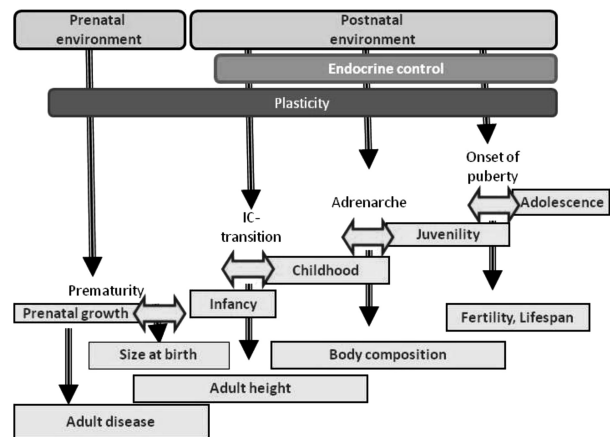 Prenatal
environment
Postnatal
environment
Endocrine control
Plasticity
Onset of
puberty
Adolescence
Adrenarche
Juvenility
IC-
transition
Childhood
Prematurity
Infancy
Prenatal growth
Fertility, Lifespan
Size at birth
Body composition
Adult height
Adult disease